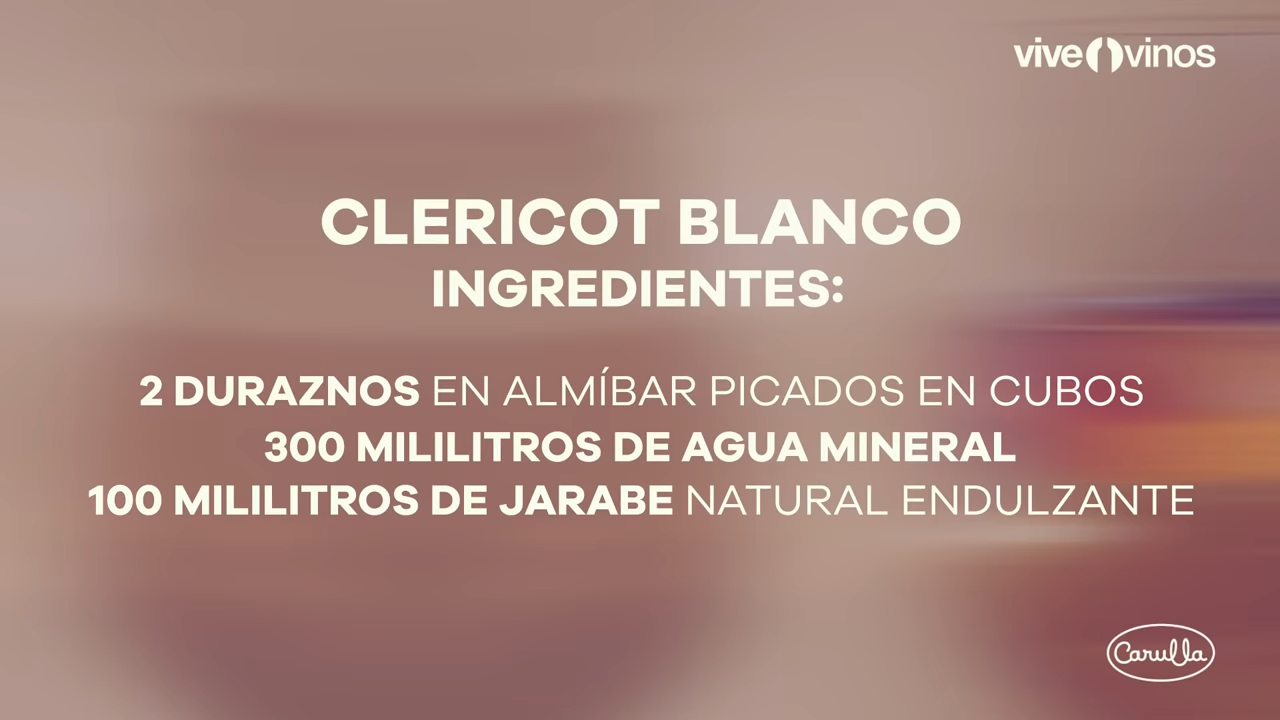 vive vinos
CLERICOT BLANCO
INGREDIENTES:
2 DURAZNOS EN ALMÍBAR PICADOS EN CUBOS
300 MILILITROS DE AGUA MINERAL
100 MILILITROS DE JARABE NATURAL ENDULZANTE
Carulla